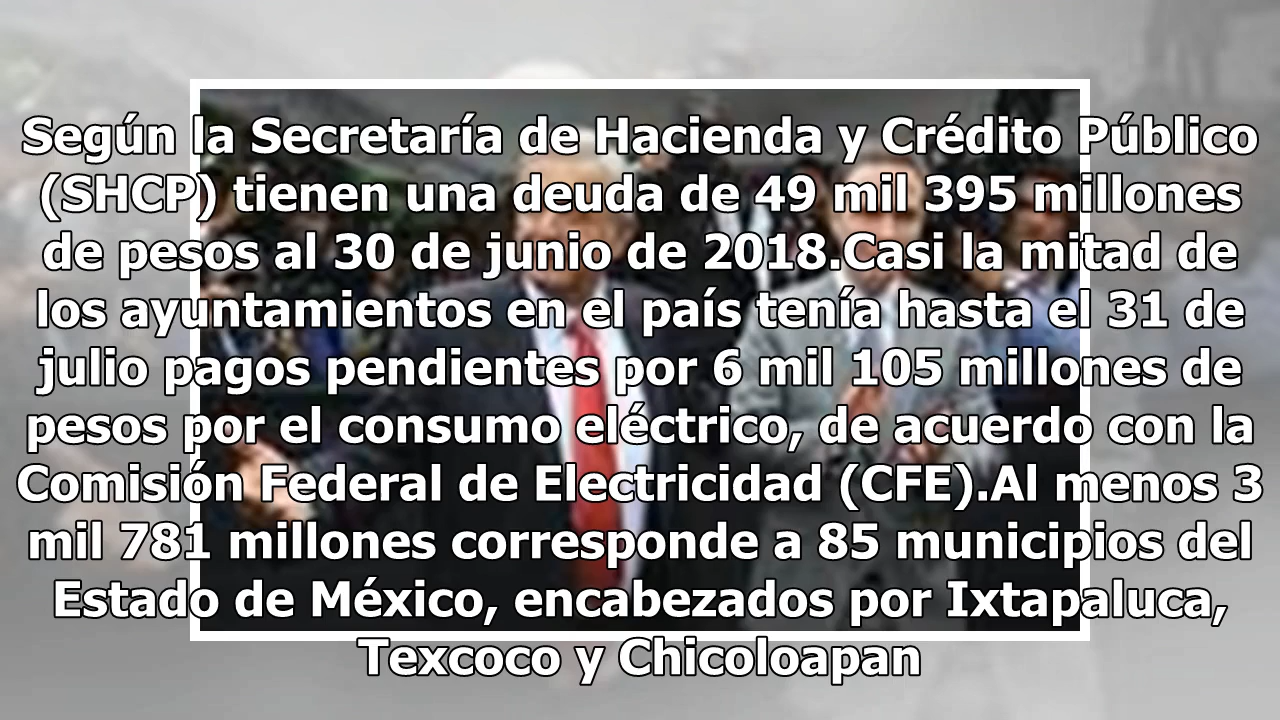 Según la Secretaría de Hacienda y Crédito Público
(SHCP) tienen una deuda de 49 mil 395 millones
de pesos al 30 de junio de 2018.Casi la mitad de
los ayuntamientos en el país tenía hasta el 31 de
julio pagos pendientes por 6 mil 105 millones de
pesos por el consumo eléctrico, de acuerdo con la
Comisión Federal de Electricidad (CFE).Al menos 3
mil 781 millones corresponde a 85 municipios del
Estado de México, encabezados por Ixtapaluca,
Texcoco y Chicoloapan